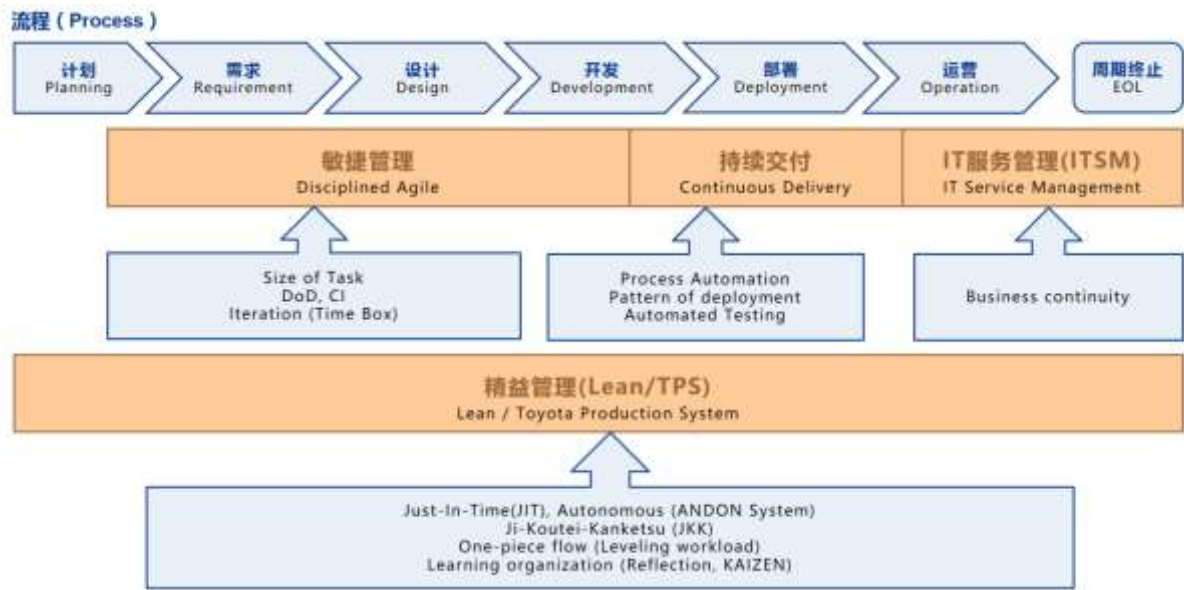 流程 ( Process )
计划
Planning
需求
Requirement
设计
Design
开发
Development
部署
Deployment
运营
Operation
周期终止
EOL
敏捷管理
Disciplined Agile
持续交付
Continuous Delivery
IT服务管理(ITSM)
IT Service Management
Size of Task
DoD, CI
Iteration (Time Box)
Process Automation
Pattern of deployment
Automated Testing
Business continuity
精益管理(Lean/TPS)
Lean / Toyota Production System
Just-In-Time(JIT), Autonomous (ANDON System)
Ji-Koutei-Kanketsu (JKK)
One-piece flow (Leveling workload)
Learning organization (Reflection, KAIZEN)